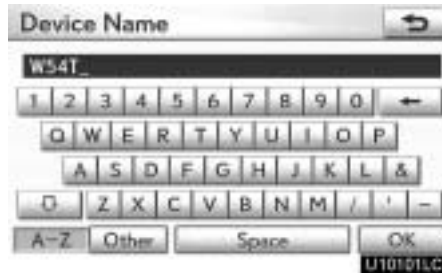 Device Name
W54T_
1 2 3 4 5 6 7 8 9 0 ←
Q W E R T Y U I O P
A S D F G H J K L &
Z X C V B N M / ' -
A-Z Other Space OK
U10101LC